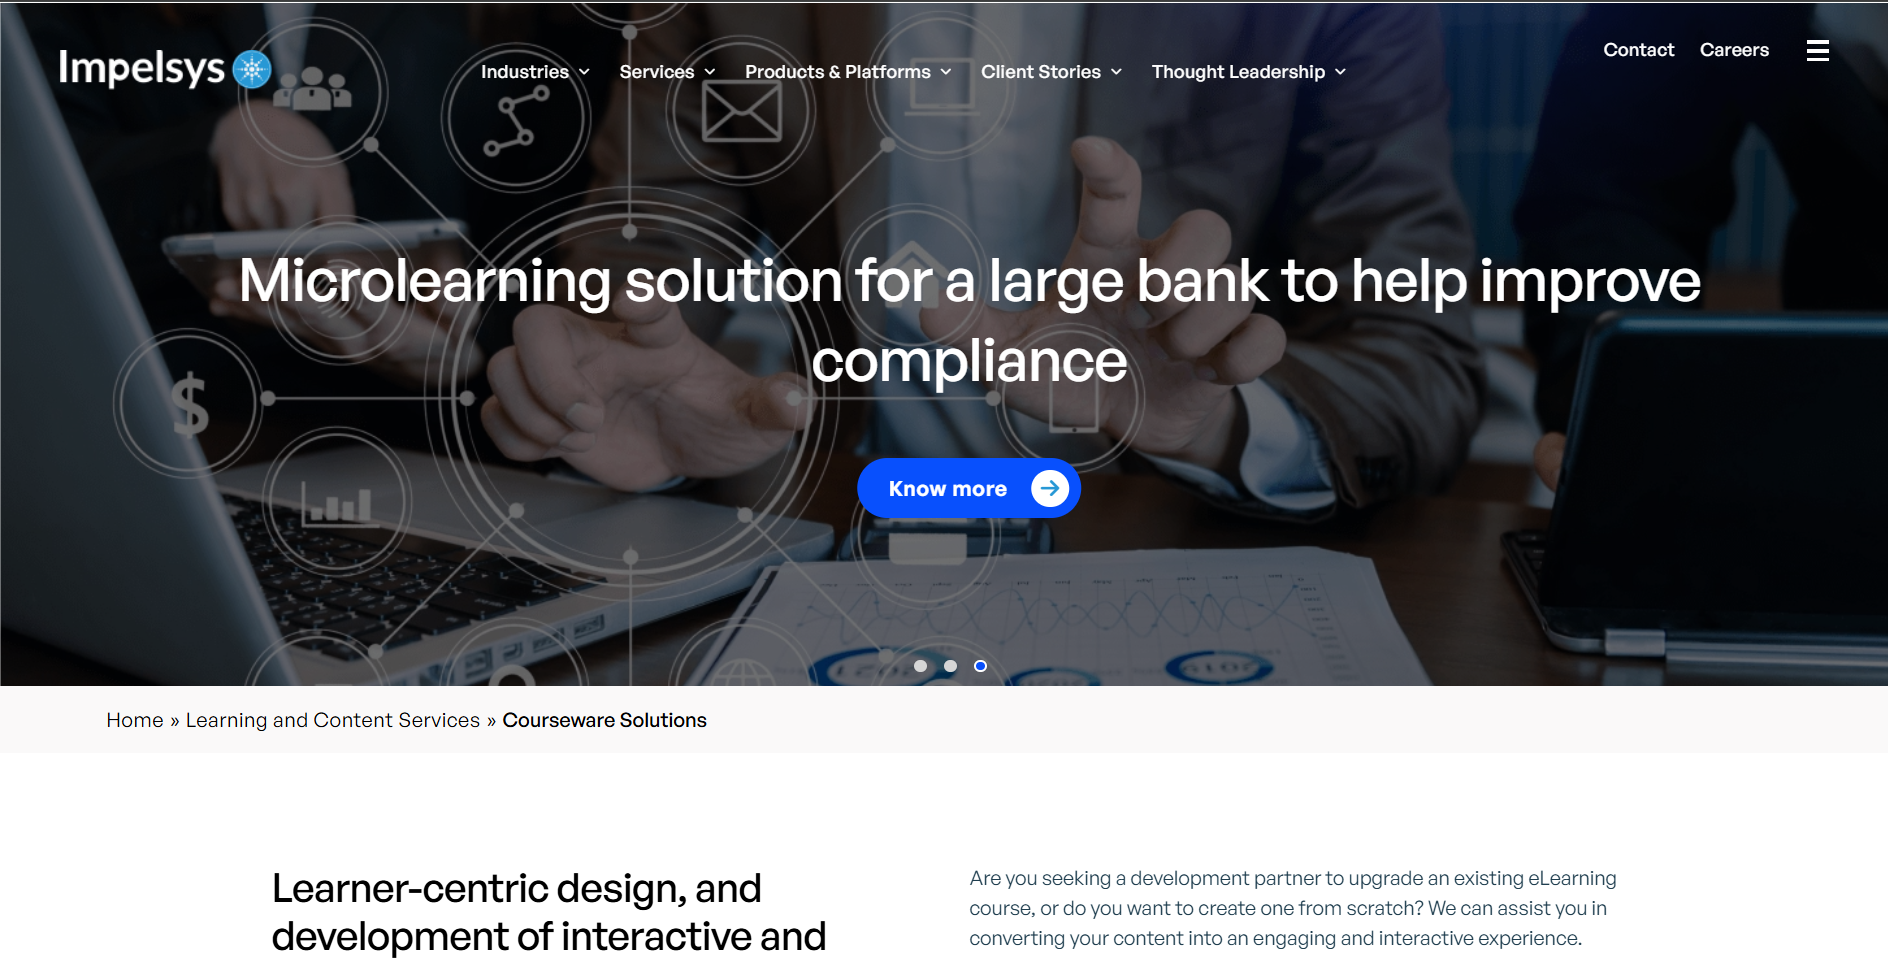 Impelsys
Industries
Services
Products & Platforms
Client Stories
Thought Leadership
Contact
Careers
Microlearning solution for a large bank to help improve
compliance
$
Know more
Home » Learning and Content Services » Courseware Solutions
Learner-centric design, and
development of interactive and
Are you seeking a development partner to upgrade an existing eLearning
course, or do you want to create one from scratch? We can assist you in
converting your content into an engaging and interactive experience.